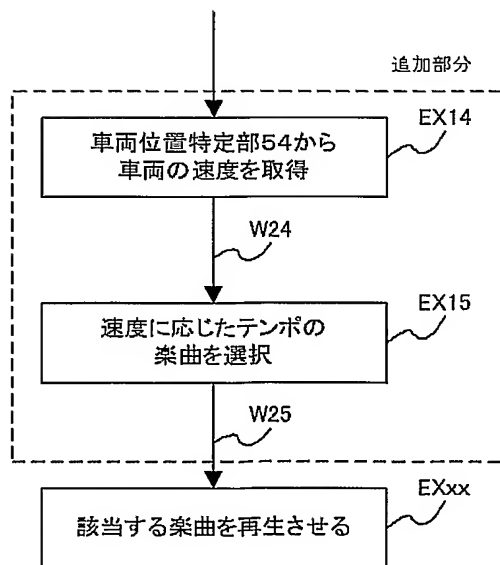 追加部分
EX14
車両位置特定部54から
車両の速度を取得
W24
EX15
速度に応じたテンポの
楽曲を選択
W25
EXxx
該当する楽曲を再生させる